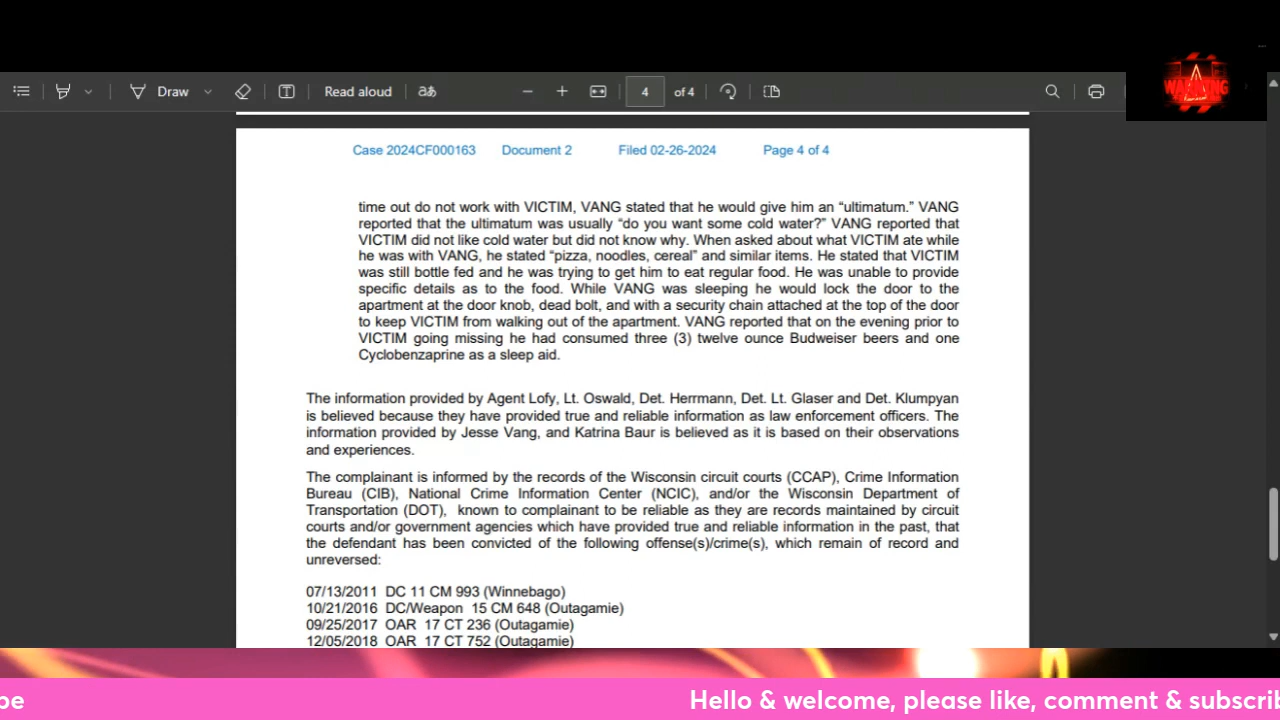 Draw
Read aloud
4 of 4
WARNING
Case 2024CF000163 Document 2 Filed 02-26-2024 Page 4 of 4
time out do not work with VICTIM, VANG stated that he would give him an “ultimatum.” VANG
reported that the ultimatum was usually “do you want some cold water?” VANG reported that
VICTIM did not like cold water but did not know why. When asked about what VICTIM ate while
he was with VANG, he stated “pizza, noodles, cereal” and similar items. He stated that VICTIM
was still bottle fed and he was trying to get him to eat regular food. He was unable to provide
specific details as to the food. While VANG was sleeping he would lock the door to the
apartment at the door knob, dead bolt, and with a security chain attached at the top of the door
to keep VICTIM from walking out of the apartment. VANG reported that on the evening prior to
VICTIM going missing he had consumed three (3) twelve ounce Budweiser beers and one
Cyclobenzaprine as a sleep aid.
The information provided by Agent Lofy, Lt. Oswald, Det. Herrmann, Det. Lt. Glaser and Det. Klumpyan
is believed because they have provided true and reliable information as law enforcement officers. The
information provided by Jesse Vang, and Katrina Baur is believed as it is based on their observations
and experiences.
The complainant is informed by the records of the Wisconsin circuit courts (CCAP), Crime Information
Bureau (CIB), National Crime Information Center (NCIC), and/or the Wisconsin Department of
Transportation (DOT), known to complainant to be reliable as they are records maintained by circuit
courts and/or government agencies which have provided true and reliable information in the past, that
the defendant has been convicted of the following offense(s)/crime(s), which remain of record and
unreversed:
07/13/2011 DC 11 CM 993 (Winnebago)
10/21/2016 DC/Weapon 15 CM 648 (Outagamie)
09/25/2017 OAR 17 CT 236 (Outagamie)
12/05/2018 OAR 17 CT 752 (Outagamie)
be Hello & welcome, please like, comment & subscrib